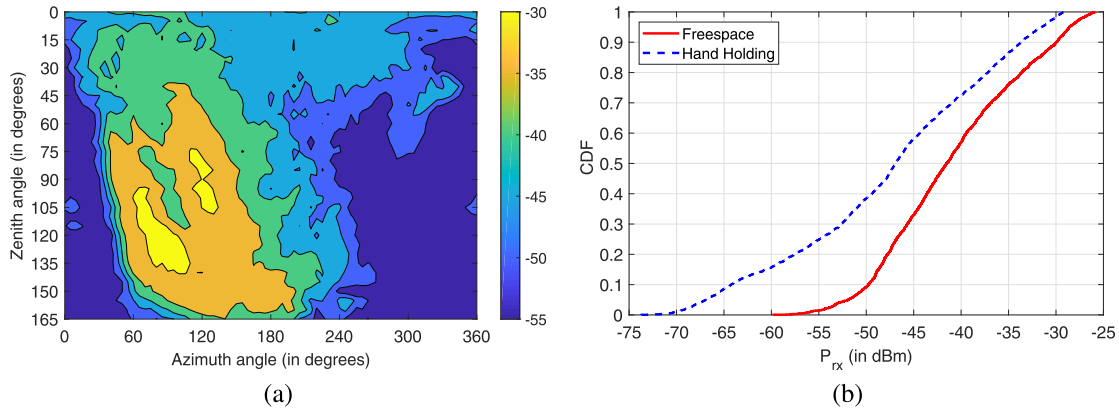 0
15
30
45
60
75
90
105
120
135
150
165
Zenith angle (in degrees)
0 60 120 180 240 300 360
Azimuth angle (in degrees)
-30
-35
-40
-45
-50
-55
(a)
1
0.9
0.8
0.7
0.6
0.5
0.4
0.3
0.2
0.1
0
CDF
Freespace
Hand Holding
-75 -70 -65 -60 -55 -50 -45 -40 -35 -30 -25
P_rx (in dBm)
(b)